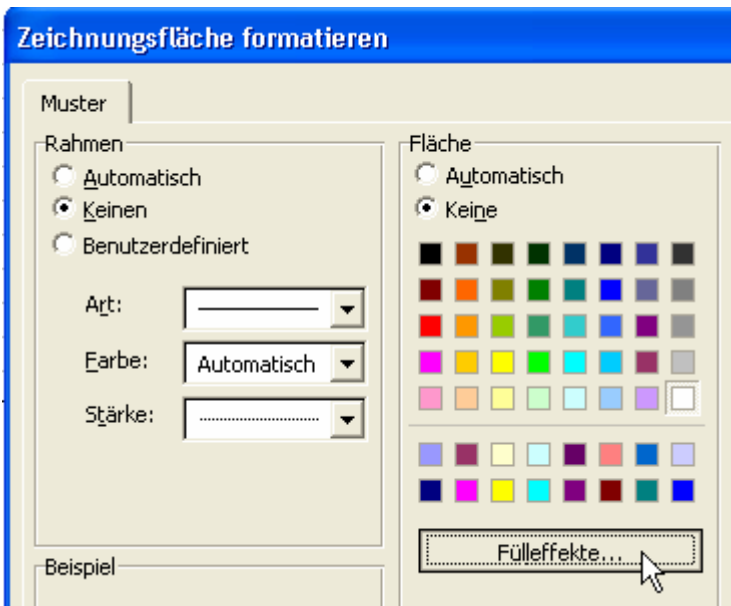 Zeichnungsfläche formatieren
Muster
Rahmen
Automatisch
Keinen
Benutzerdefiniert
Art:
Farbe:
Automatisch
Stärke:
Beispiel
Fläche
Automatisch
Keine
Fülleffekte...